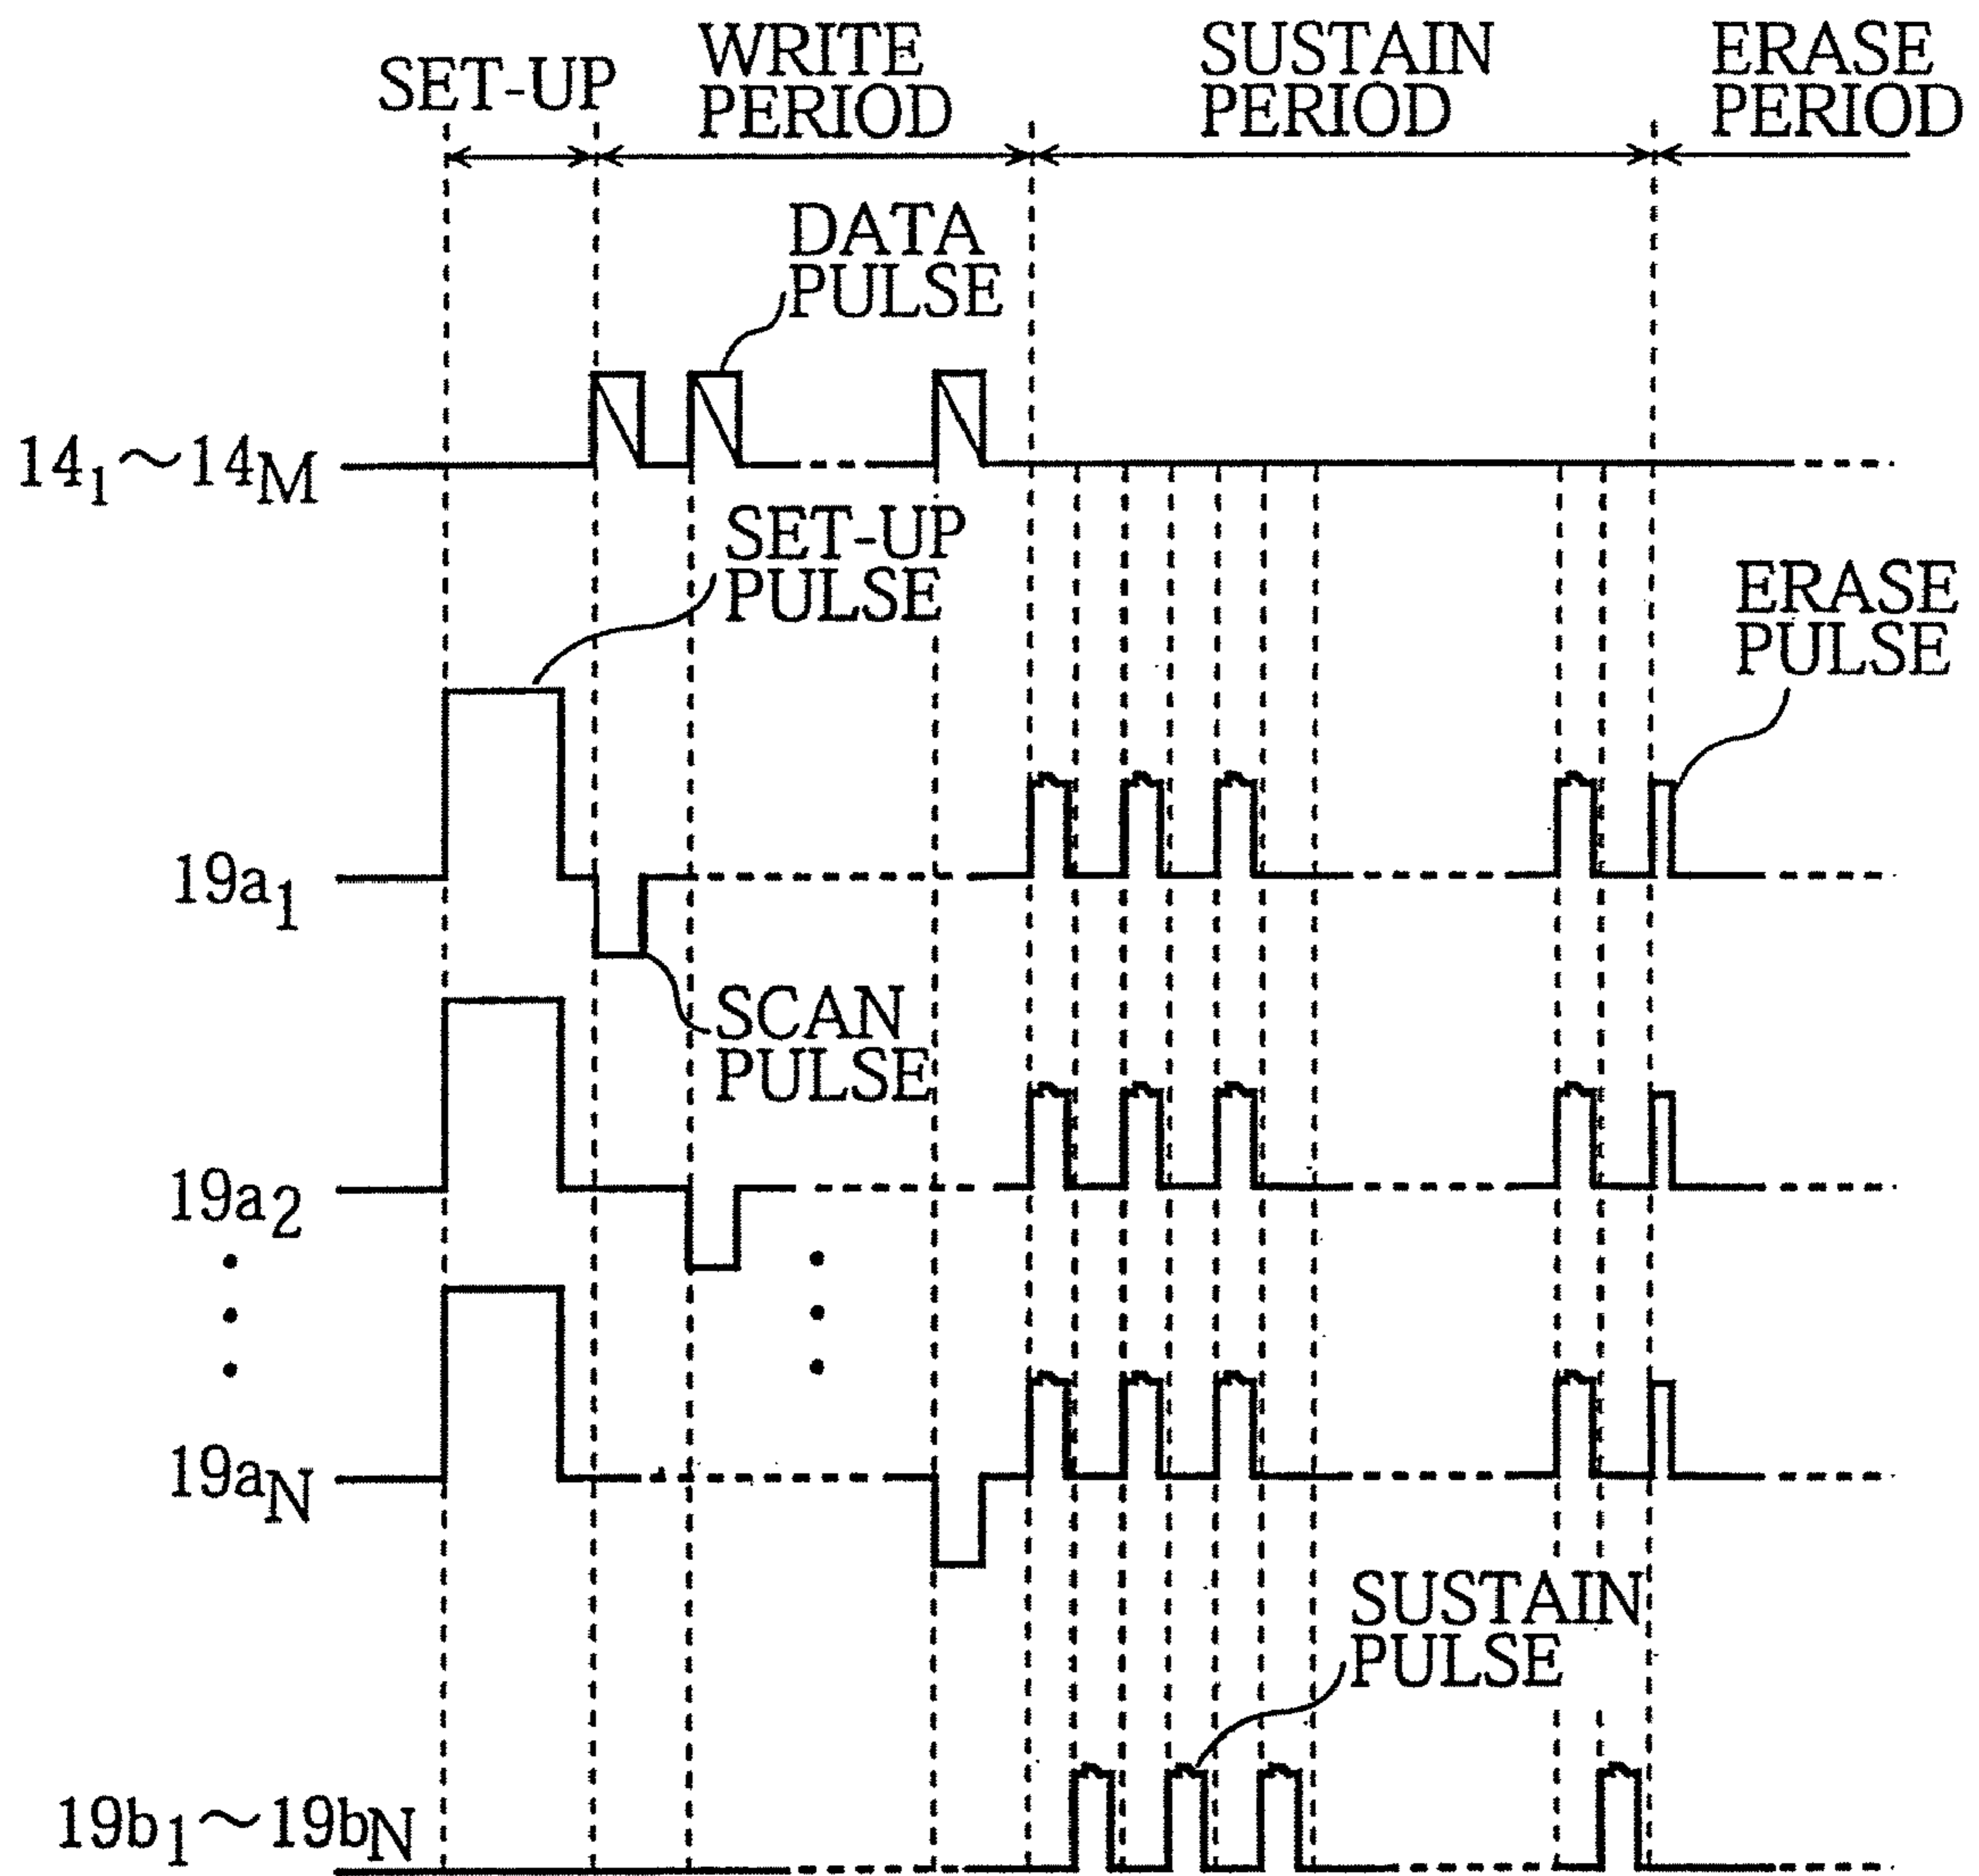 SET-UP
WRITE
PERIOD
SUSTAIN
PERIOD
ERASE
PERIOD
DATA
PULSE
14₁～14M
SET-UP
PULSE
ERASE
PULSE
19a₁
SCAN
PULSE
19a₂
19aN
SUSTAIN
PULSE
19b₁～19bN